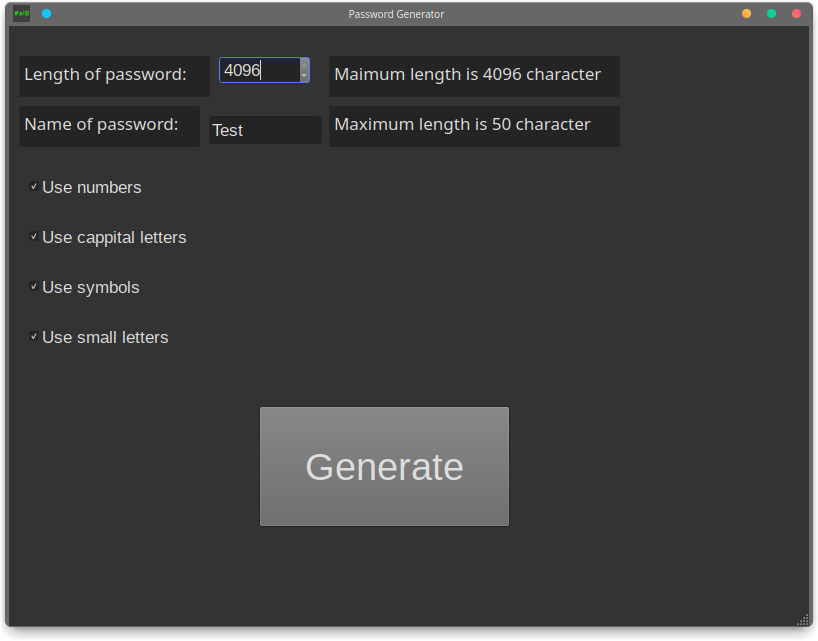 Password Generator
Length of password: 4096 Maimum length is 4096 character
Name of password: Test Maximum length is 50 character
Use numbers
Use cappital letters
Use symbols
Use small letters
Generate